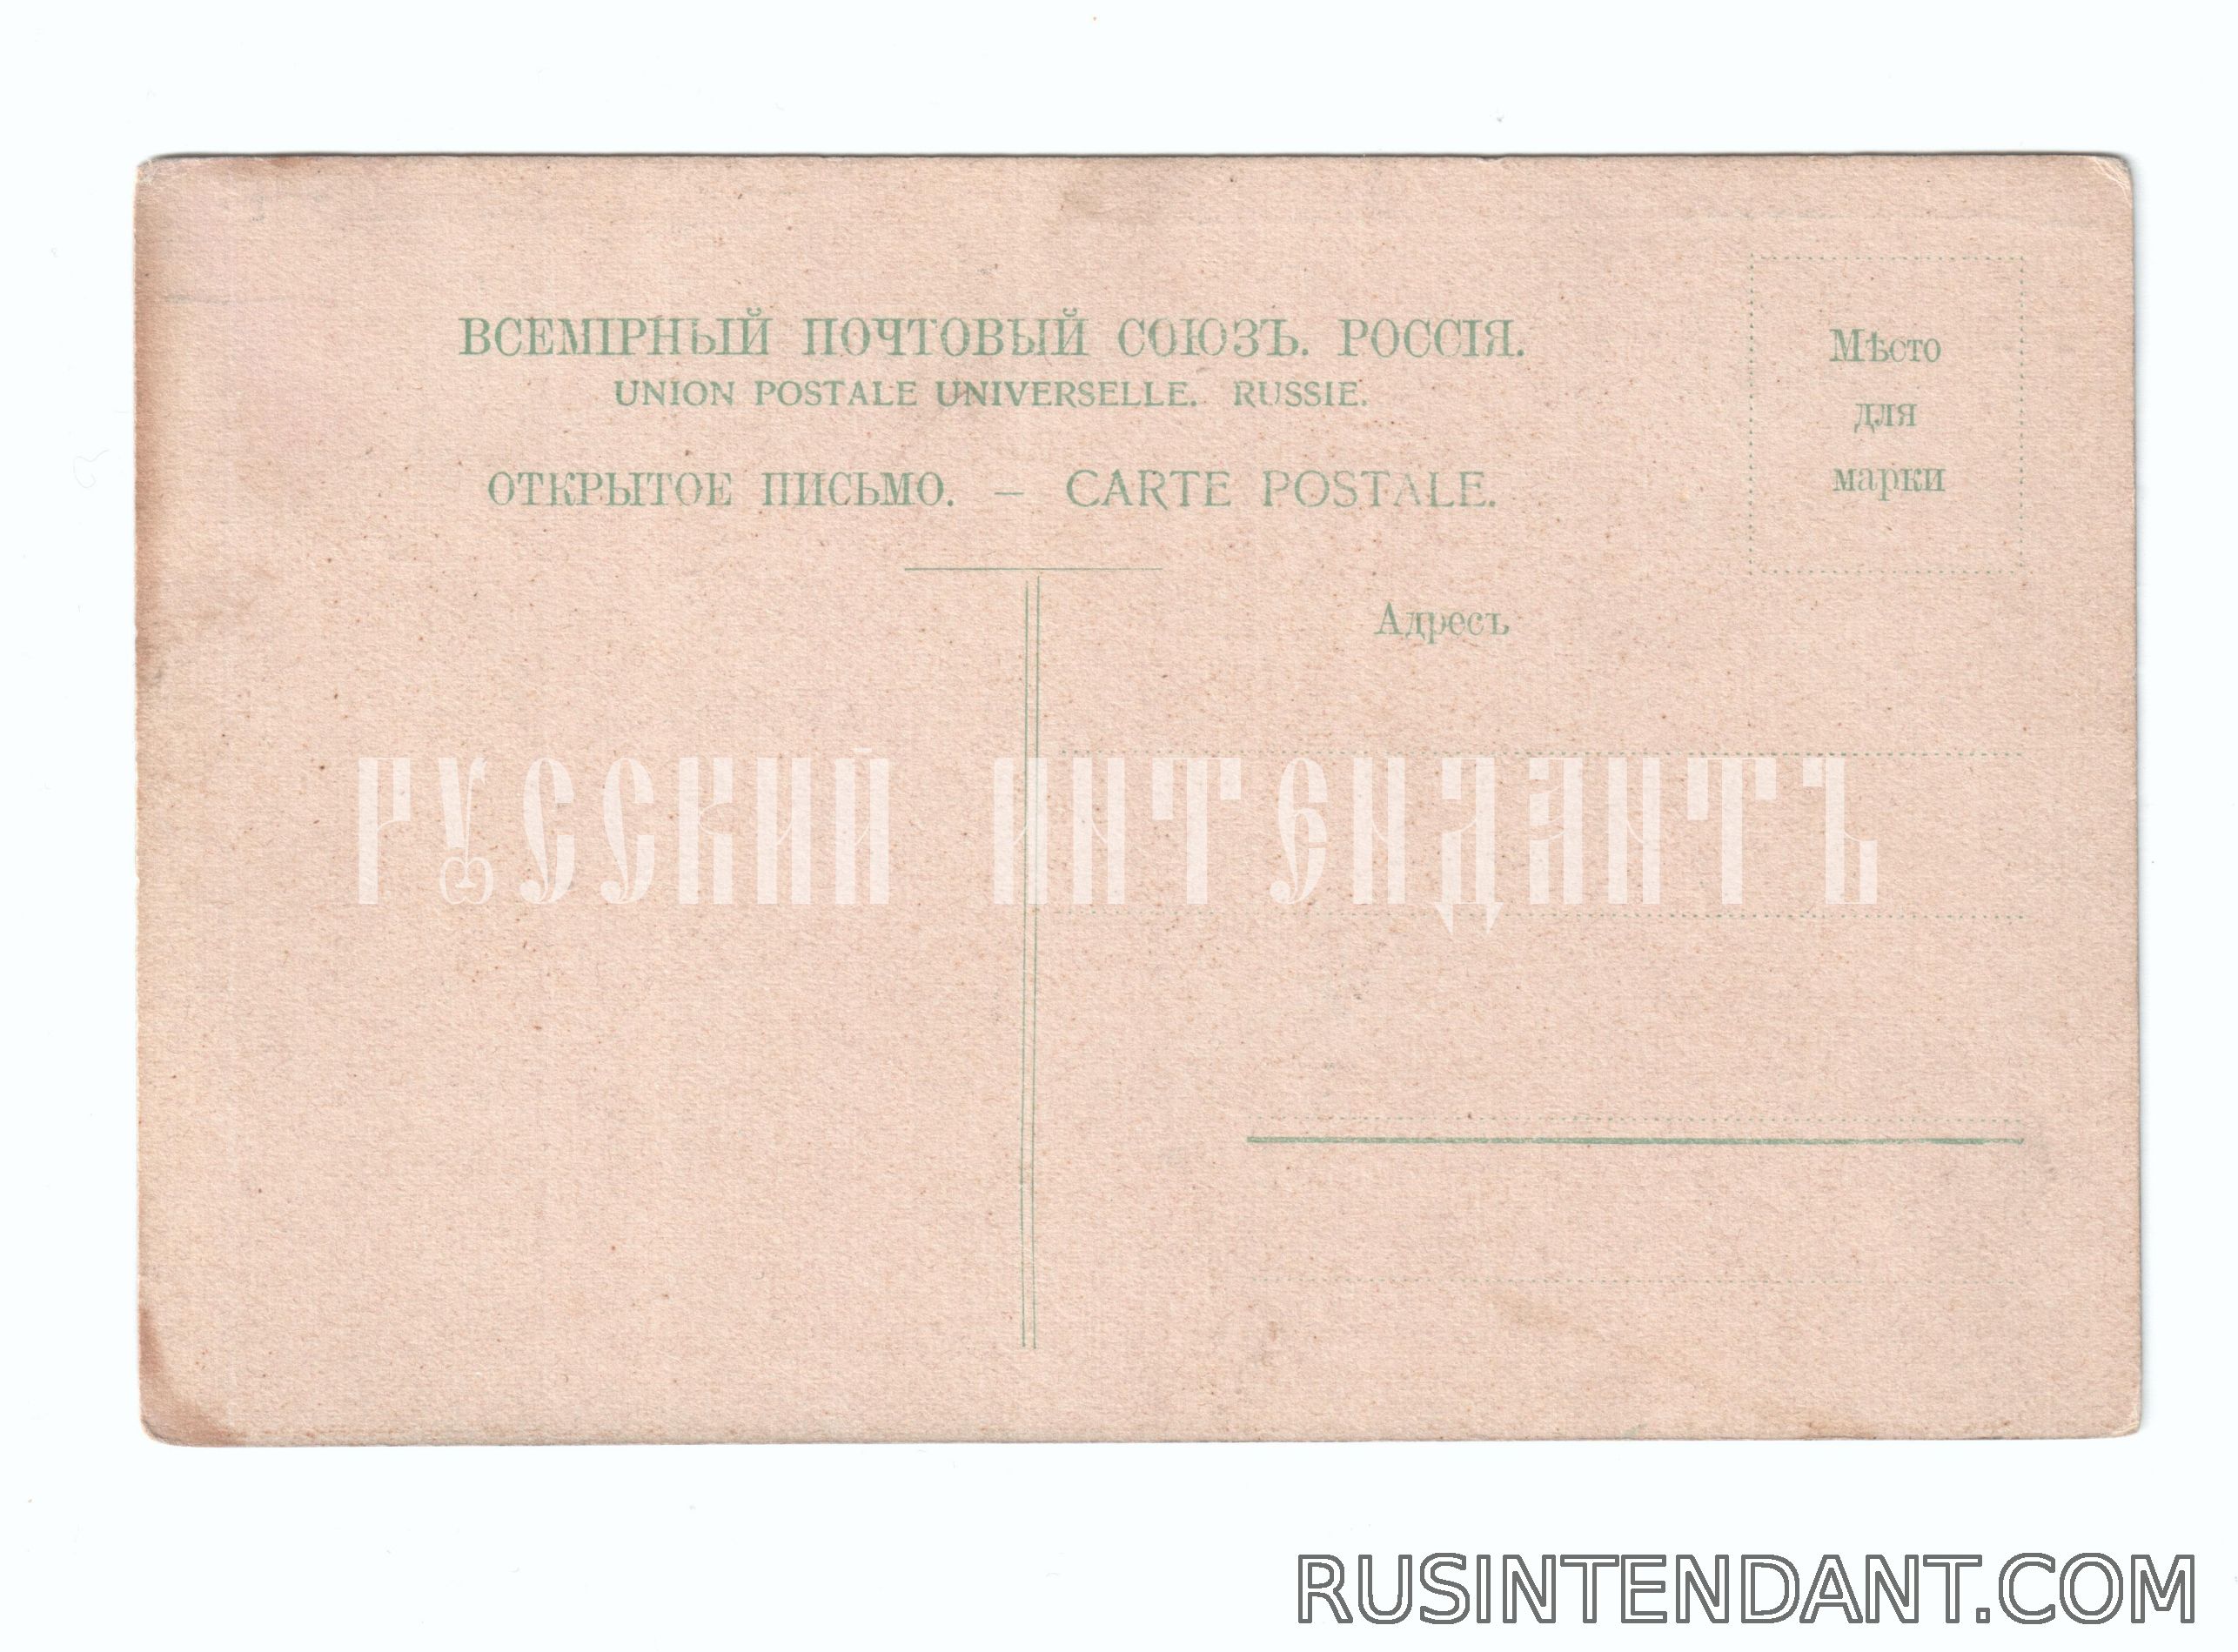 ВСЕМІРНЫЙ ПОЧТОВЫЙ СОЮЗЪ. РОССІЯ.
UNION POSTALE UNIVERSELLE. RUSSIE.
ОТКРЫТОЕ ПИСЬМО. — CARTE POSTALE.
Мѣсто
для
марки
Адресъ
РУССКИЙ ИНТЕНДАНТЪ
RUSINTENDANT.COM